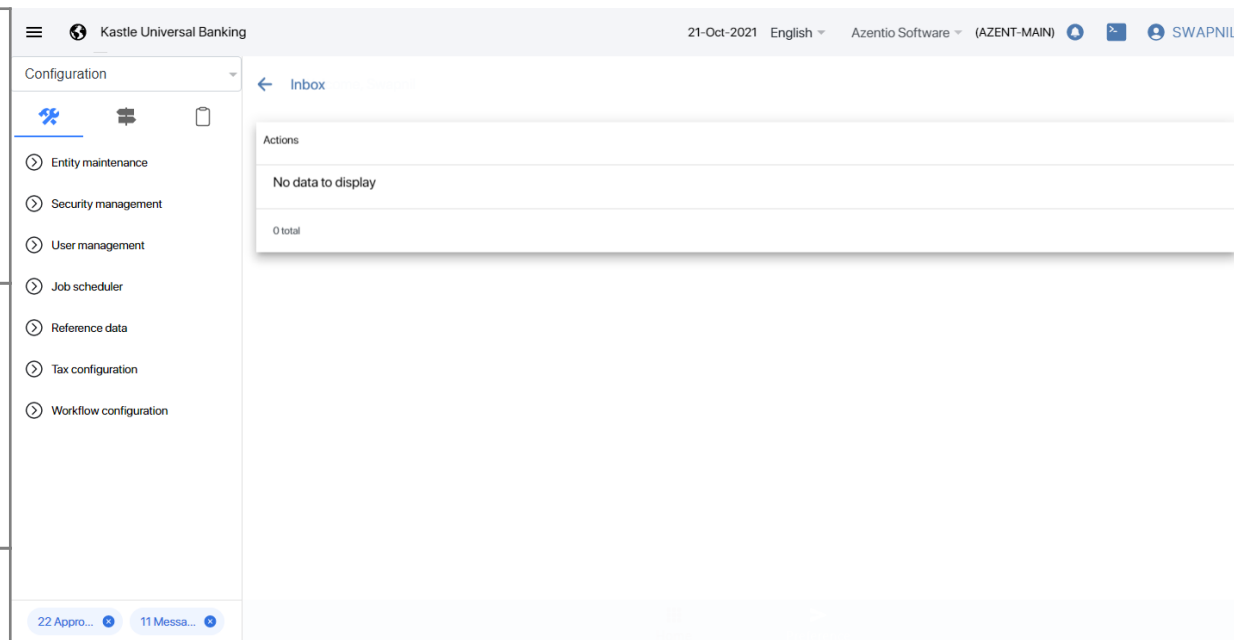 Kastle Universal Banking
21-Oct-2021 English Azentio Software (AZENT-MAIN) SWAPNIL
Configuration
Inbox
Actions
No data to display
0 total
Entity maintenance
Security management
User management
Job scheduler
Reference data
Tax configuration
Workflow configuration
22 Appro... 11 Messa...